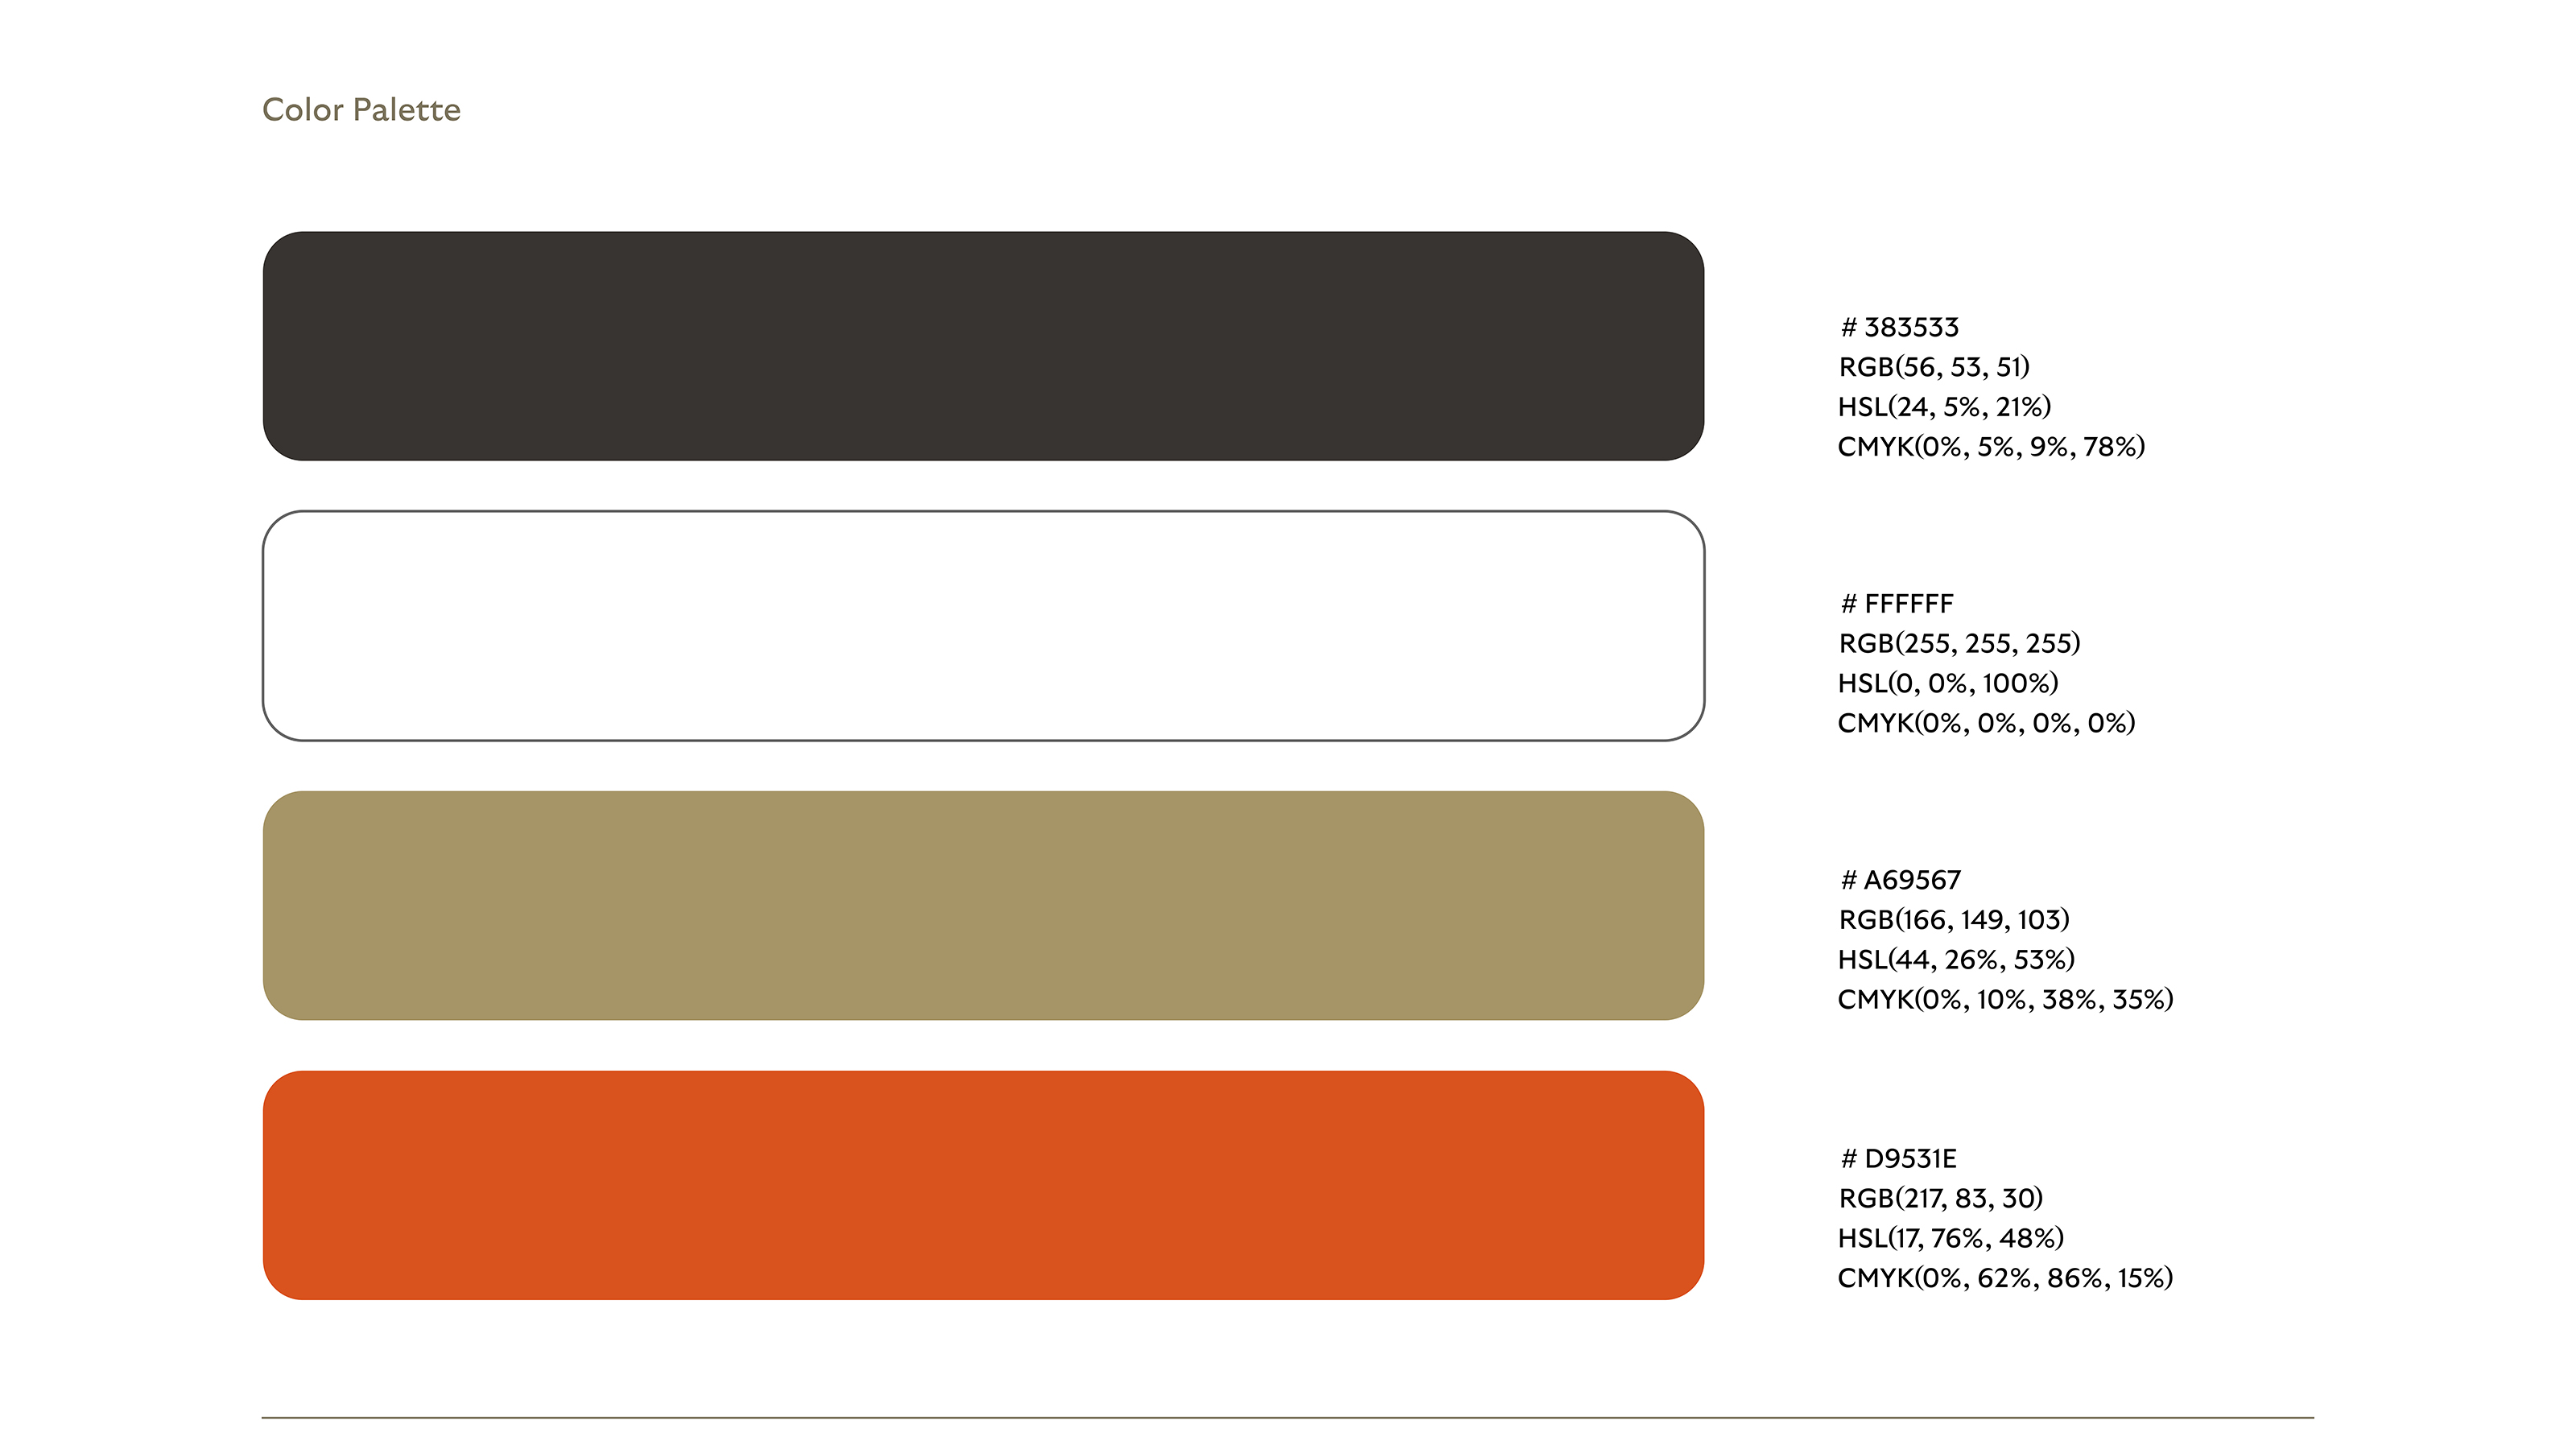 Color Palette
# 383533
RGB(56, 53, 51)
HSL(24, 5%, 21%)
CMYK(0%, 5%, 9%, 78%)
# FFFFFF
RGB(255, 255, 255)
HSL(0, 0%, 100%)
CMYK(0%, 0%, 0%, 0%)
# A69567
RGB(166, 149, 103)
HSL(44, 26%, 53%)
CMYK(0%, 10%, 38%, 35%)
# D9531E
RGB(217, 83, 30)
HSL(17, 76%, 48%)
CMYK(0%, 62%, 86%, 15%)